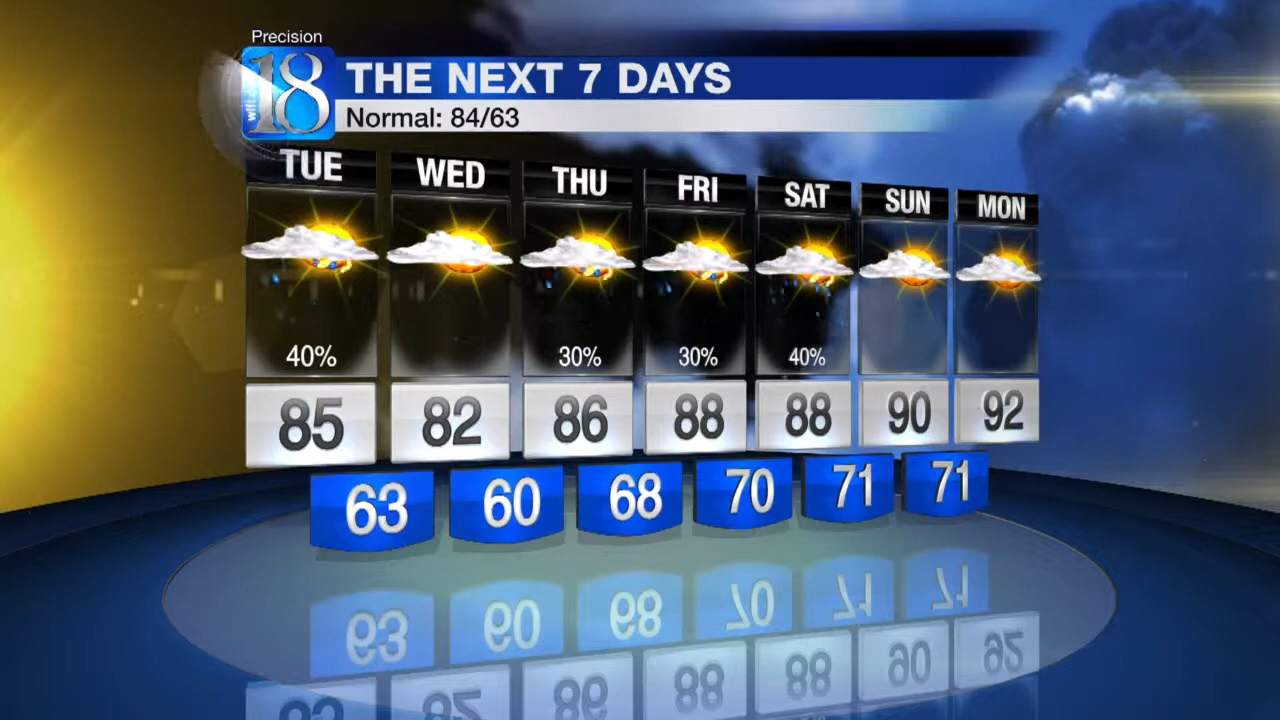 Precision
18
THE NEXT 7 DAYS
Normal: 84/63
TUE WED THU FRI SAT SUN MON
40% 30% 30% 40%
85 82 86 88 88 90 92
63 60 68 70 71 71